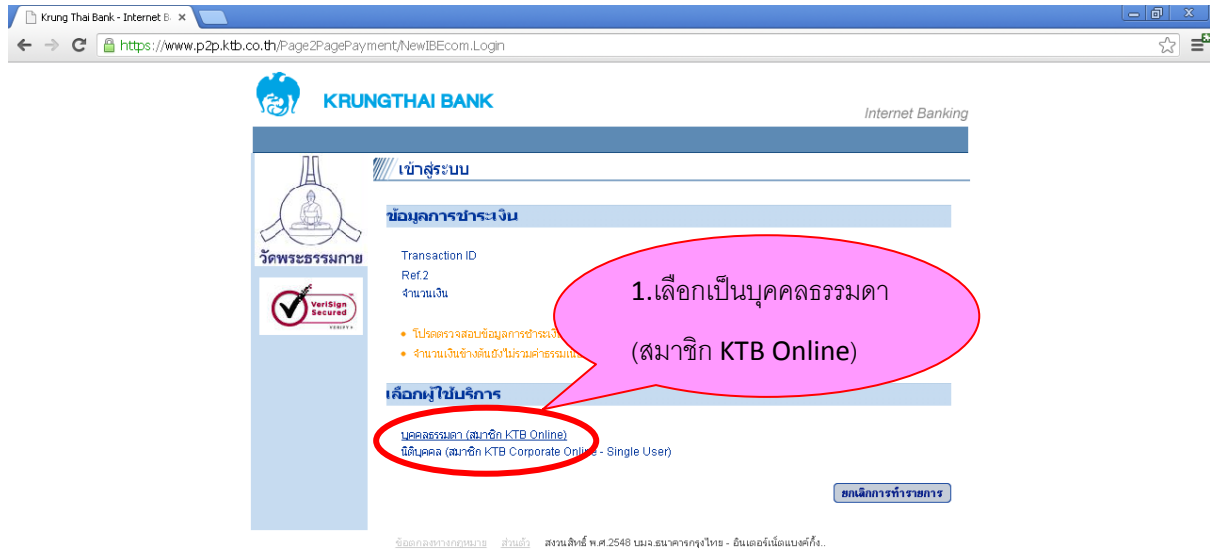 Krung Thai Bank - Internet B
https://www.p2p.ktb.co.th/Page2PagePayment/NewIBEcom.Login
KRUNGTHAI BANK
Internet Banking
เข้าสู่ระบบ
ข้อมูลการชำระเงิน
วัดพระธรรมกาย
Transaction ID
Ref.2
จำนวนเงิน
VeriSign
Secured
VERIFY
1.เลือกเป็นบุคคลธรรมดา
(สมาชิก KTB Online)
โปรดตรวจสอบข้อมูลการชำระเงิน
จำนวนเงินข้างต้นยังไม่รวมค่าธรรมเนียม
เลือกผู้ใช้บริการ
บุคคลธรรมดา (สมาชิก KTB Online)
นิติบุคคล (สมาชิก KTB Corporate Online - Single User)
ยกเลิกการทำรายการ
ข้อตกลงทางกฎหมาย ส่วนตัว สงวนสิทธิ์ พ.ศ.2548 บมจ.ธนาคารกรุงไทย - อินเตอร์เน็ตแบงค์กิ้ง..